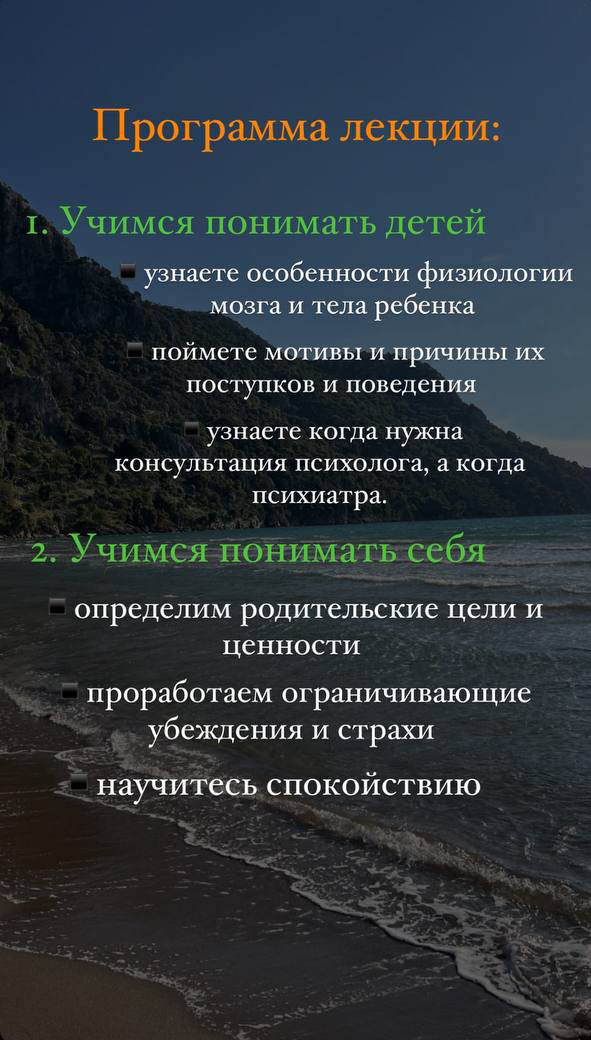 Программа лекции:
1. Учимся понимать детей
▪ узнаете особенности физиологии
мозга и тела ребенка
▪ поймете мотивы и причины их
поступков и поведения
▪ узнаете когда нужна
консультация психолога, а когда
психиатра.
2. Учимся понимать себя
▪ определим родительские цели и
ценности
▪ проработаем ограничивающие
убеждения и страхи
▪ научитесь спокойствию